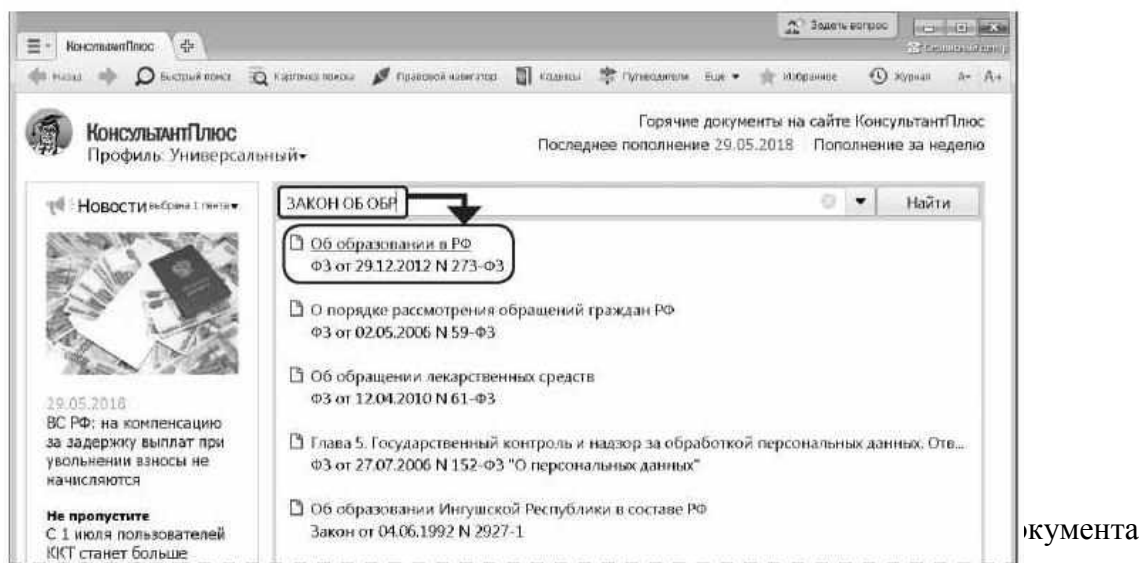 Задать вопрос
КонсультантПлюс
Назад Быстрый поиск Карточка поиска Правовой навигатор Кодексы Путеводители Еще Избранное Журнал А- А+
КонсультантПлюс
Профиль: Универсальный
Горячие документы на сайте КонсультантПлюс
Последнее пополнение 29.05.2018 Пополнение за неделю
Новости выбрана 1 лента
29.05.2018
ВС РФ: на компенсацию
за задержку выплат при
увольнении взносы не
начисляются
Не пропустите
С 1 июля пользователей
ККТ станет больше
ЗАКОН ОБ ОБР
Найти
Об образовании в РФ
ФЗ от 29.12.2012 N 273-ФЗ
О порядке рассмотрения обращений граждан РФ
ФЗ от 02.05.2006 N 59-ФЗ
Об обращении лекарственных средств
ФЗ от 12.04.2010 N 61-ФЗ
Глава 5. Государственный контроль и надзор за обработкой персональных данных. Отв...
ФЗ от 27.07.2006 N 152-ФЗ "О персональных данных"
Об образовании Ингушской Республики в составе РФ
Закон от 04.06.1992 N 2927-1
окумента